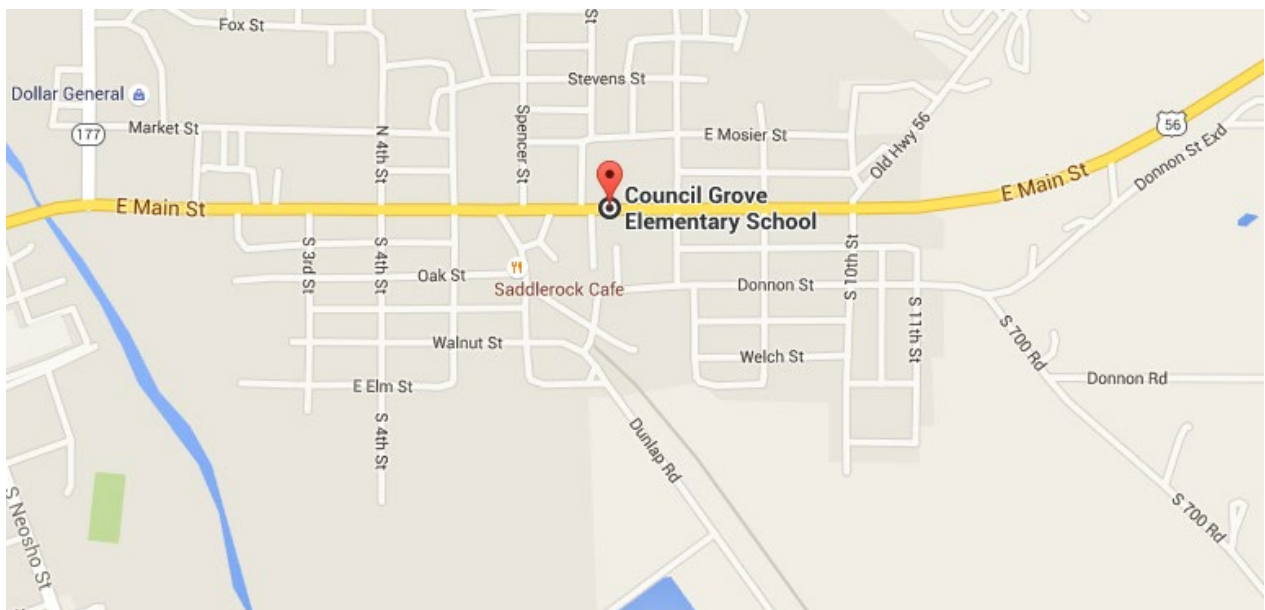 Fox St
St
Stevens St
Dollar General
Spencer St
177
Market St
N 4th St
E Mosier St
Old Hwy 56
56
Donnon St Exd
E Main St
Council Grove
Elementary School
E Main St
S 3rd St
S 4th St
Oak St
Saddlerock Cafe
Donnon St
S 10th St
S 11th St
S 700 Rd
Walnut St
Welch St
E Elm St
Donnon Rd
S 4th St
Dunlap Rd
S Neosho St
S 700 Rd